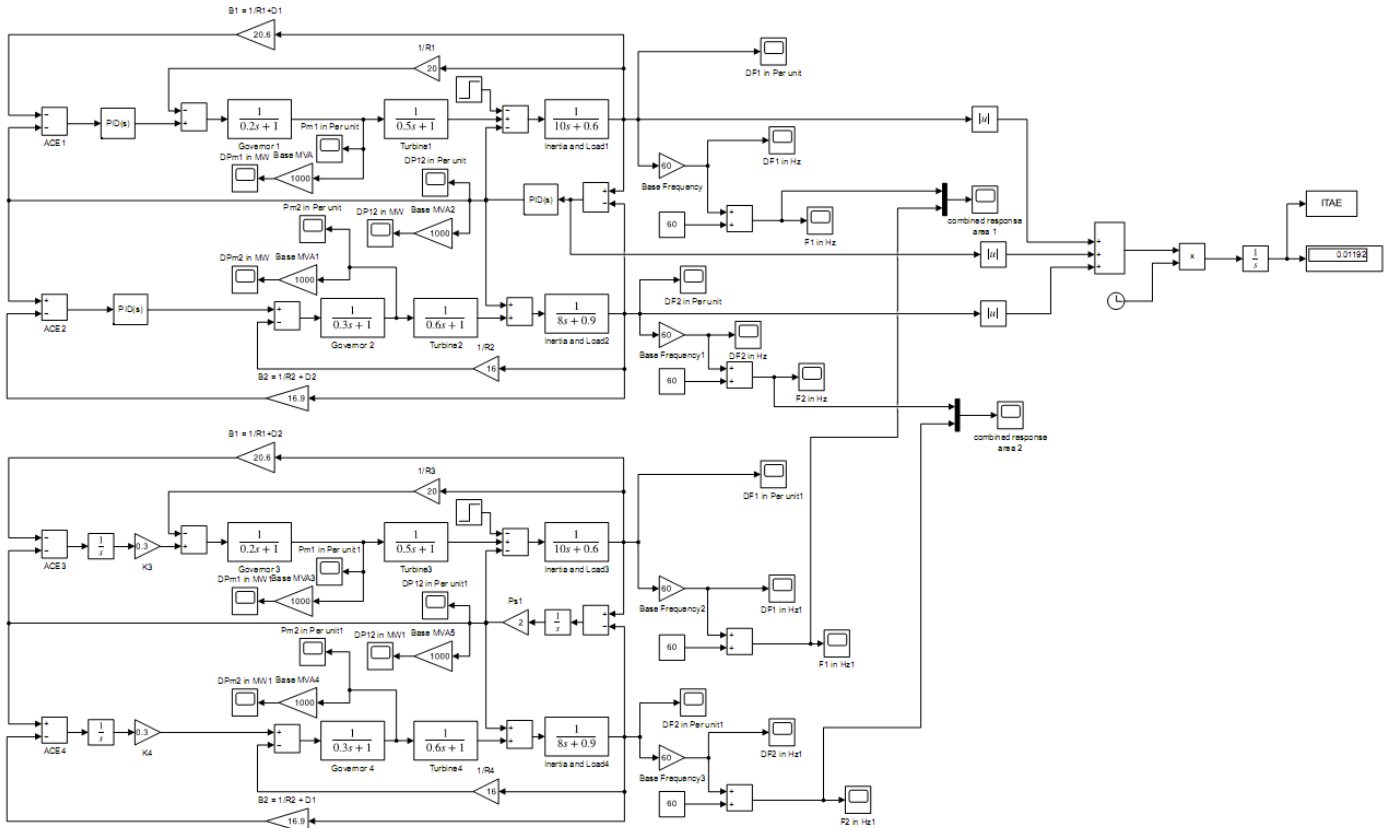 B1 = 1/R1+D1
20.6
1/R1
20
DF1 in Per unit
ACE1
PID(s)
1
0.2s + 1
Governor 1
Pm1 in Per unit
1
0.5s + 1
Turbine1
1
10s + 0.6
Inertia and Load1
|u|
DPm1 in MW
Base MVA
1000
DP12 in Per unit
60
Base Frequency
DF1 in Hz
PID(s)
Pm2 in Per unit
DP12 in MW
Base MVA2
1000
60
F1 in Hz
combined response
area 1
ITAE
0.01192
x
1
s
DPm2 in MW
Base MVA1
1000
|u|
ACE2
PID(s)
1
0.3s + 1
Governor 2
1
0.6s + 1
Turbine2
1
8s + 0.9
Inertia and Load2
DF2 in Per unit
|u|
60
Base Frequency1
DF2 in Hz
1/R2
16
60
F2 in Hz
B2 = 1/R2 + D2
16.9
combined response
area 2
B1 = 1/R1+D2
20.6
1/R3
20
DF1 in Per unit1
ACE3
1
s
0.3
K3
1
0.2s + 1
Governor 3
Pm1 in Per unit1
1
0.5s + 1
Turbine3
1
10s + 0.6
Inertia and Load3
DPm1 in MW1
Base MVA3
1000
DP12 in Per unit1
60
Base Frequency2
DF1 in Hz1
Ps1
2
1
s
Pm2 in Per unit1
DP12 in MW1
Base MVA5
1000
60
F1 in Hz1
DPm2 in MW1
Base MVA4
1000
ACE4
1
s
0.3
K4
1
0.3s + 1
Governor 4
1
0.6s + 1
Turbine4
1
8s + 0.9
Inertia and Load4
DF2 in Per unit1
60
Base Frequency3
DF2 in Hz1
1/R4
16
60
F2 in Hz1
B2 = 1/R2 + D1
16.9